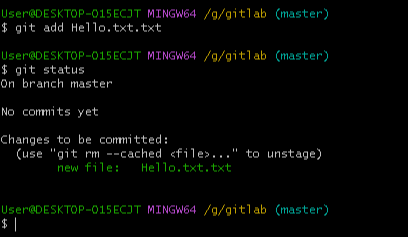 User@DESKTOP-015ECJT MINGW64 /g/gitlab (master)
$ git add Hello.txt.txt
User@DESKTOP-015ECJT MINGW64 /g/gitlab (master)
$ git status
On branch master
No commits yet
Changes to be committed:
  (use "git rm --cached <file>..." to unstage)
        new file:   Hello.txt.txt
User@DESKTOP-015ECJT MINGW64 /g/gitlab (master)
$